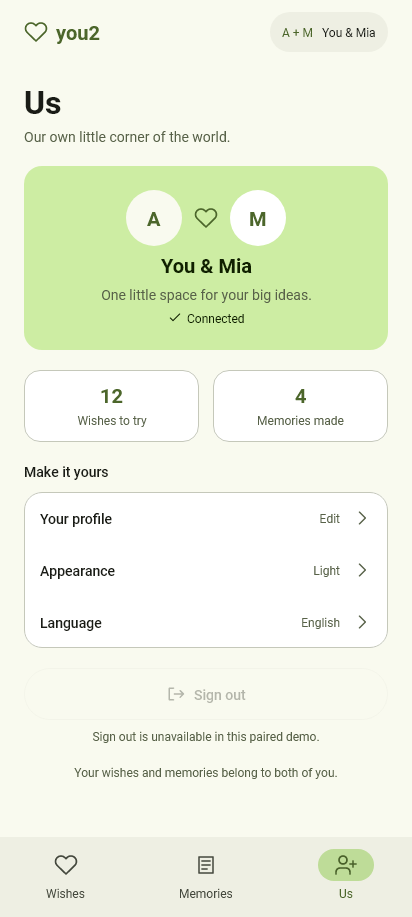 you2
A + M You & Mia
Us
Our own little corner of the world.
A M
You & Mia
One little space for your big ideas.
Connected
12
Wishes to try
4
Memories made
Make it yours
Your profile Edit
Appearance Light
Language English
Sign out
Sign out is unavailable in this paired demo.
Your wishes and memories belong to both of you.
Wishes Memories Us